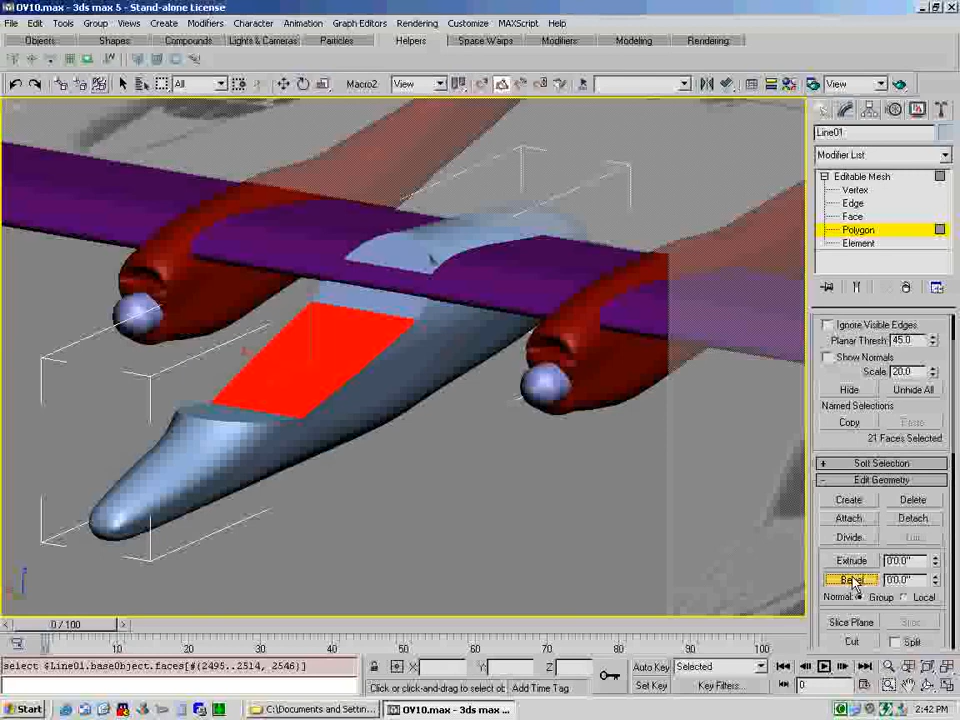 OV10.max - 3ds max 5 - Stand-alone License
File Edit Tools Group Views Create Modifiers Character Animation Graph Editors Rendering Customize MAXScript Help
Objects Shapes Compounds Lights & Cameras Particles Helpers Space Warps Modifiers Modeling Rendering
All Macro2 View View
Line01
Modifier List
Editable Mesh
Vertex
Edge
Face
Polygon
Element
Ignore Visible Edges
Planar Thresh: 45.0
Show Normals
Scale: 20.0
Hide Unhide All
Named Selections
Copy Paste
21 Faces Selected
+ Soft Selection
- Edit Geometry
Create Delete
Attach Detach
Divide
Extrude 0'0.0"
0'0.0"
Normal: Group Local
Slice Plane Slice
Cut Split
0 / 100
10 20 30 40 50 60 70 80 90 100
select $Line01.baseObject.faces[#(2495..2514, 2546)]
X: Y: Z: Auto Key Selected
Click or click-and-drag to select ob Add Time Tag Set Key Key Filters... 0
Start C:\Documents and Settin... OV10.max - 3ds max ... 2:42 PM